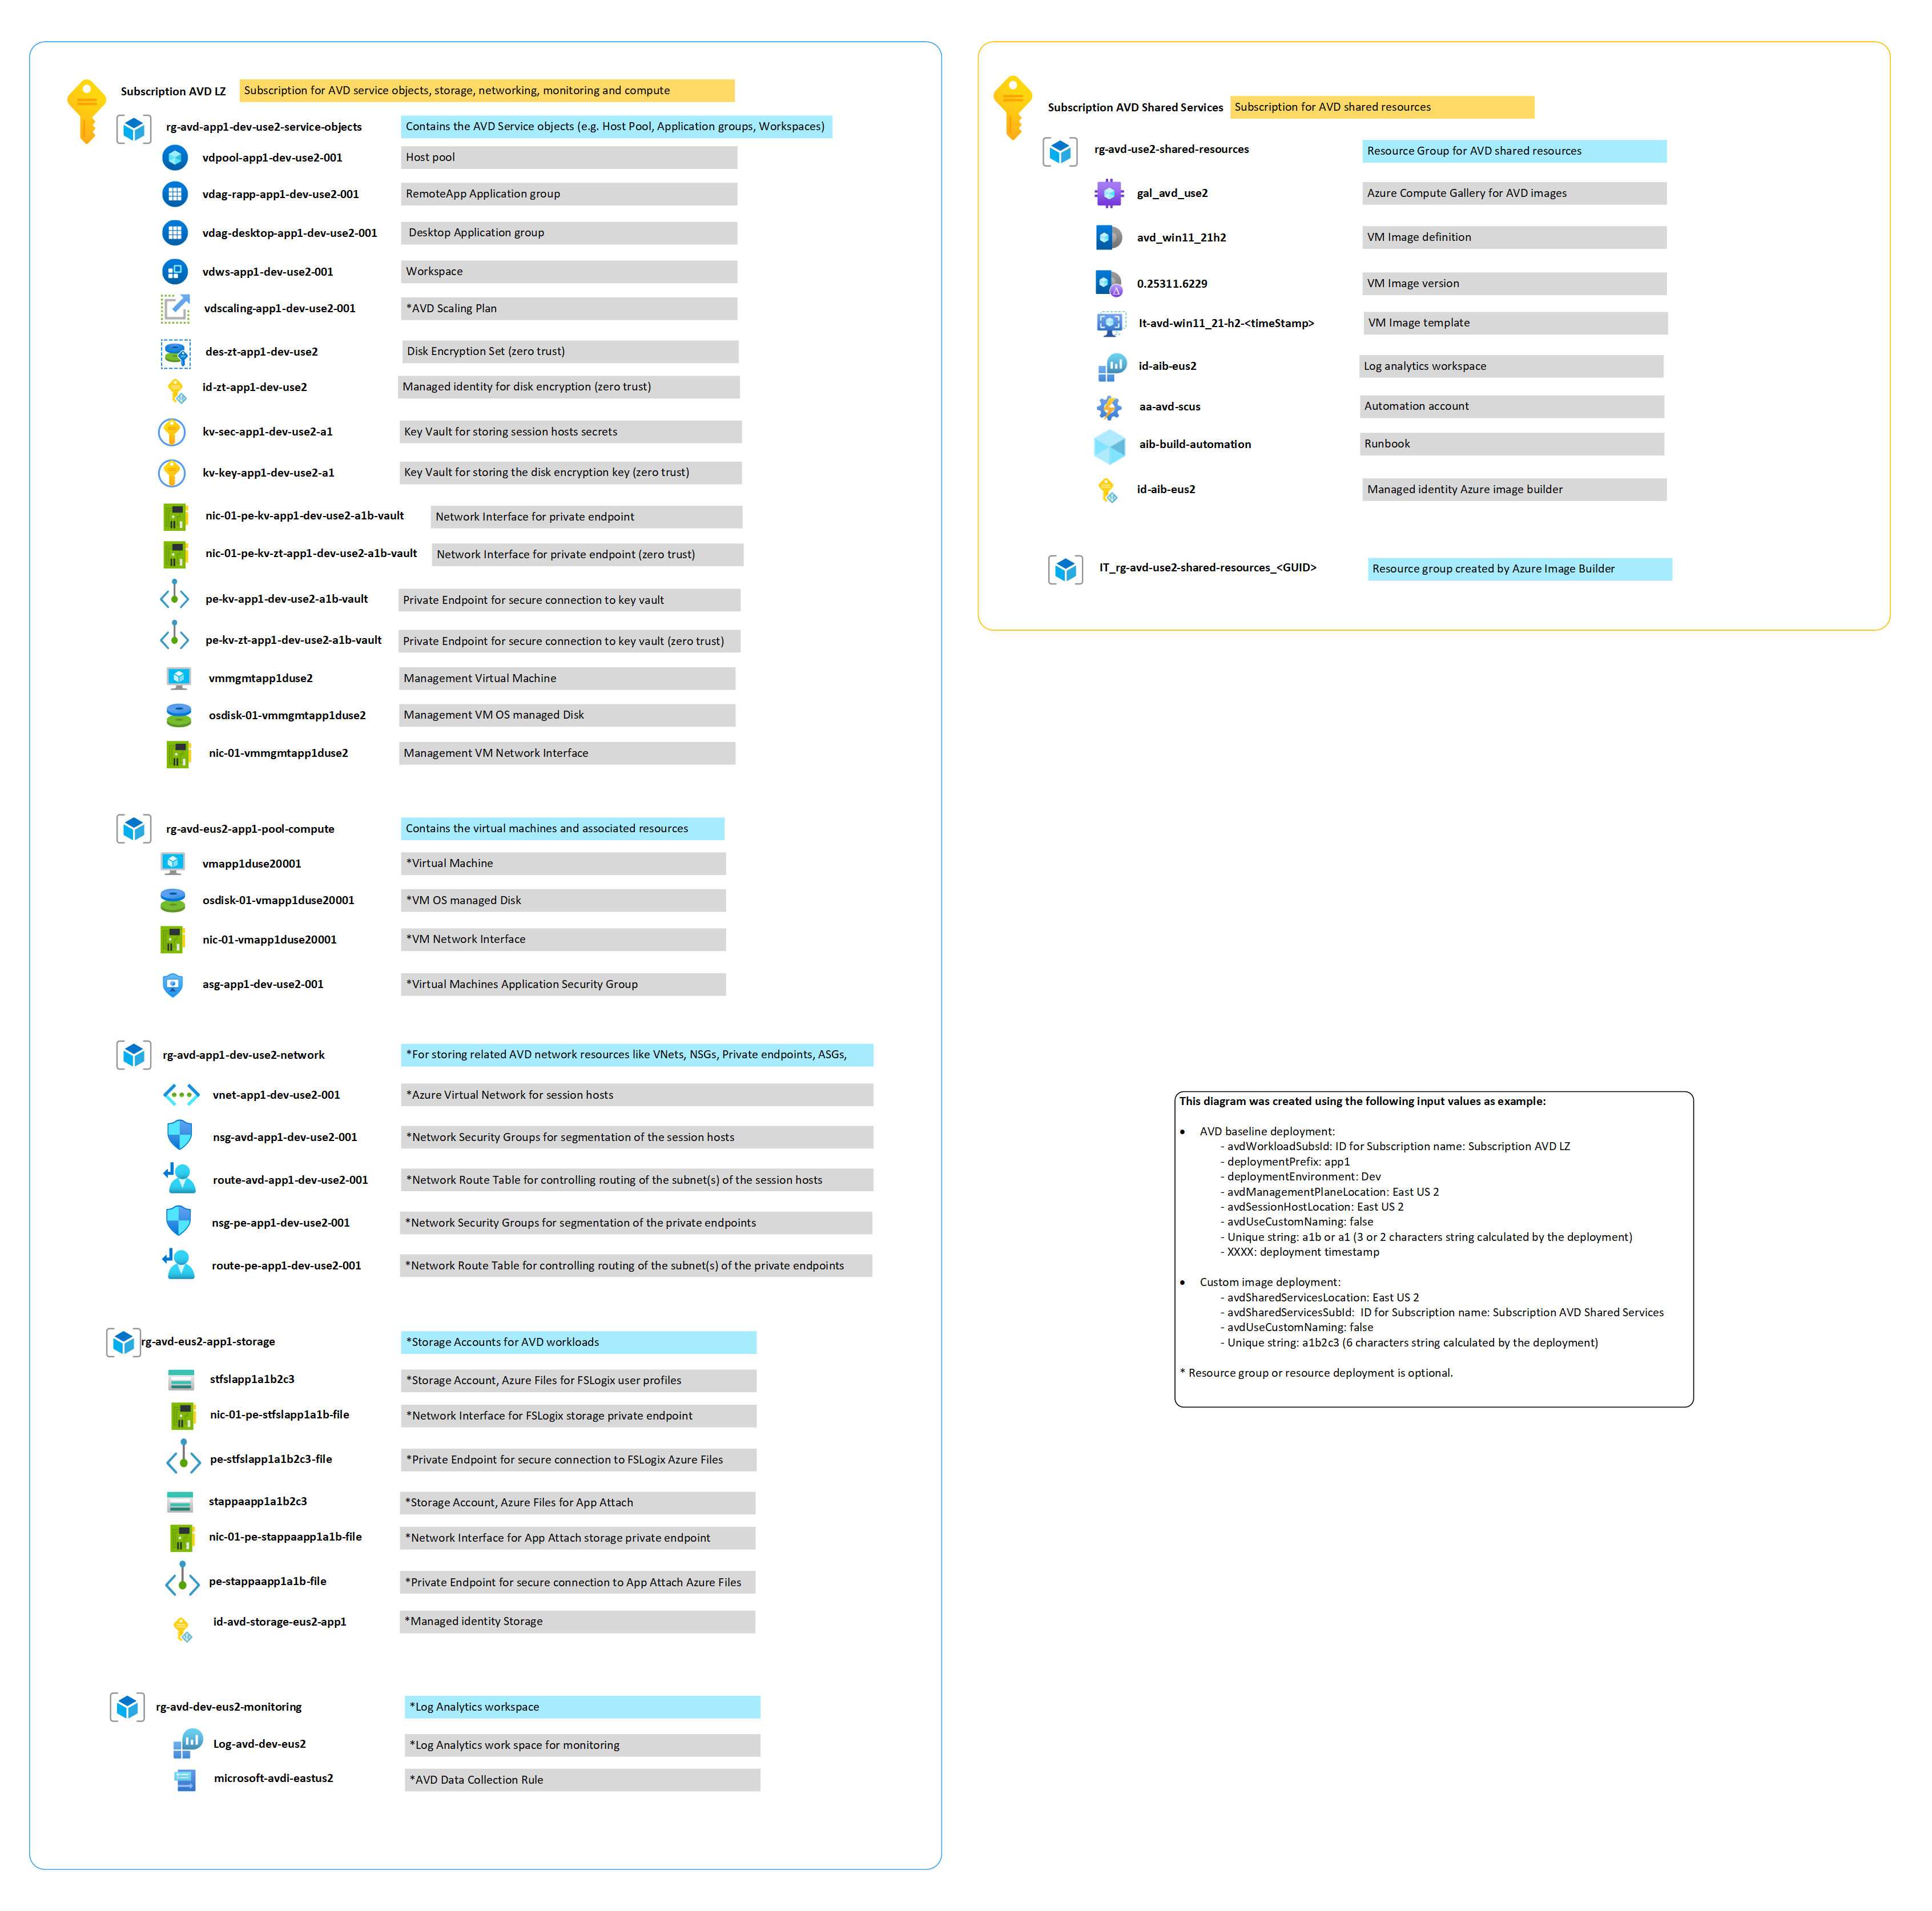 Subscription AVD LZ
Subscription for AVD service objects, storage, networking, monitoring and compute
rg-avd-app1-dev-use2-service-objects
Contains the AVD Service objects (e.g. Host Pool, Application groups, Workspaces)
vdpool-app1-dev-use2-001
Host pool
vdag-rapp-app1-dev-use2-001
RemoteApp Application group
vdag-desktop-app1-dev-use2-001
Desktop Application group
vdws-app1-dev-use2-001
Workspace
vdscaling-app1-dev-use2-001
*AVD Scaling Plan
des-zt-app1-dev-use2
Disk Encryption Set (zero trust)
id-zt-app1-dev-use2
Managed identity for disk encryption (zero trust)
kv-sec-app1-dev-use2-a1
Key Vault for storing session hosts secrets
kv-key-app1-dev-use2-a1
Key Vault for storing the disk encryption key (zero trust)
nic-01-pe-kv-app1-dev-use2-a1b-vault
Network Interface for private endpoint
nic-01-pe-kv-zt-app1-dev-use2-a1b-vault
Network Interface for private endpoint (zero trust)
pe-kv-app1-dev-use2-a1b-vault
Private Endpoint for secure connection to key vault
pe-kv-zt-app1-dev-use2-a1b-vault
Private Endpoint for secure connection to key vault (zero trust)
vmmgmtapp1duse2
Management Virtual Machine
osdisk-01-vmmgmtapp1duse2
Management VM OS managed Disk
nic-01-vmmgmtapp1duse2
Management VM Network Interface
rg-avd-eus2-app1-pool-compute
Contains the virtual machines and associated resources
vmapp1duse20001
*Virtual Machine
osdisk-01-vmapp1duse20001
*VM OS managed Disk
nic-01-vmapp1duse20001
*VM Network Interface
asg-app1-dev-use2-001
*Virtual Machines Application Security Group
rg-avd-app1-dev-use2-network
*For storing related AVD network resources like VNets, NSGs, Private endpoints, ASGs,
vnet-app1-dev-use2-001
*Azure Virtual Network for session hosts
nsg-avd-app1-dev-use2-001
*Network Security Groups for segmentation of the session hosts
route-avd-app1-dev-use2-001
*Network Route Table for controlling routing of the subnet(s) of the session hosts
nsg-pe-app1-dev-use2-001
*Network Security Groups for segmentation of the private endpoints
route-pe-app1-dev-use2-001
*Network Route Table for controlling routing of the subnet(s) of the private endpoints
rg-avd-eus2-app1-storage
*Storage Accounts for AVD workloads
stfslapp1a1b2c3
*Storage Account, Azure Files for FSLogix user profiles
nic-01-pe-stfslapp1a1b-file
*Network Interface for FSLogix storage private endpoint
pe-stfslapp1a1b2c3-file
*Private Endpoint for secure connection to FSLogix Azure Files
stappaapp1a1b2c3
*Storage Account, Azure Files for App Attach
nic-01-pe-stappaapp1a1b-file
*Network Interface for App Attach storage private endpoint
pe-stappaapp1a1b-file
*Private Endpoint for secure connection to App Attach Azure Files
id-avd-storage-eus2-app1
*Managed identity Storage
rg-avd-dev-eus2-monitoring
*Log Analytics workspace
Log-avd-dev-eus2
*Log Analytics work space for monitoring
microsoft-avdi-eastus2
*AVD Data Collection Rule
Subscription AVD Shared Services
Subscription for AVD shared resources
rg-avd-use2-shared-resources
Resource Group for AVD shared resources
gal_avd_use2
Azure Compute Gallery for AVD images
avd_win11_21h2
VM Image definition
0.25311.6229
VM Image version
It-avd-win11_21-h2-<timeStamp>
VM Image template
id-aib-eus2
Log analytics workspace
aa-avd-scus
Automation account
aib-build-automation
Runbook
id-aib-eus2
Managed identity Azure image builder
IT_rg-avd-use2-shared-resources_<GUID>
Resource group created by Azure Image Builder
This diagram was created using the following input values as example:
• AVD baseline deployment:
- avdWorkloadSubsId: ID for Subscription name: Subscription AVD LZ
- deploymentPrefix: app1
- deploymentEnvironment: Dev
- avdManagementPlaneLocation: East US 2
- avdSessionHostLocation: East US 2
- avdUseCustomNaming: false
- Unique string: a1b or a1 (3 or 2 characters string calculated by the deployment)
- XXXX: deployment timestamp
• Custom image deployment:
- avdSharedServicesLocation: East US 2
- avdSharedServicesSubId: ID for Subscription name: Subscription AVD Shared Services
- avdUseCustomNaming: false
- Unique string: a1b2c3 (6 characters string calculated by the deployment)
* Resource group or resource deployment is optional.